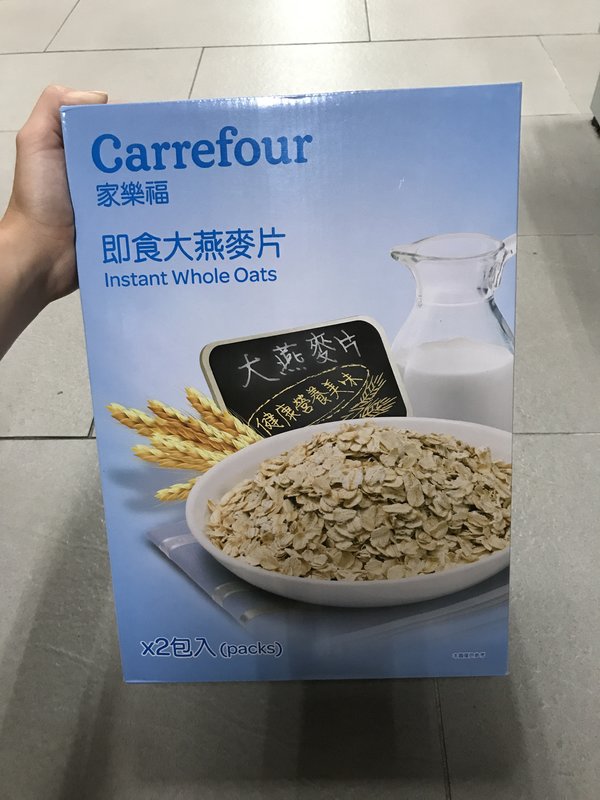 Carrefour
家樂福
即食大燕麥片
Instant Whole Oats
大燕麥片
健康營養美味
x2包入 (packs)